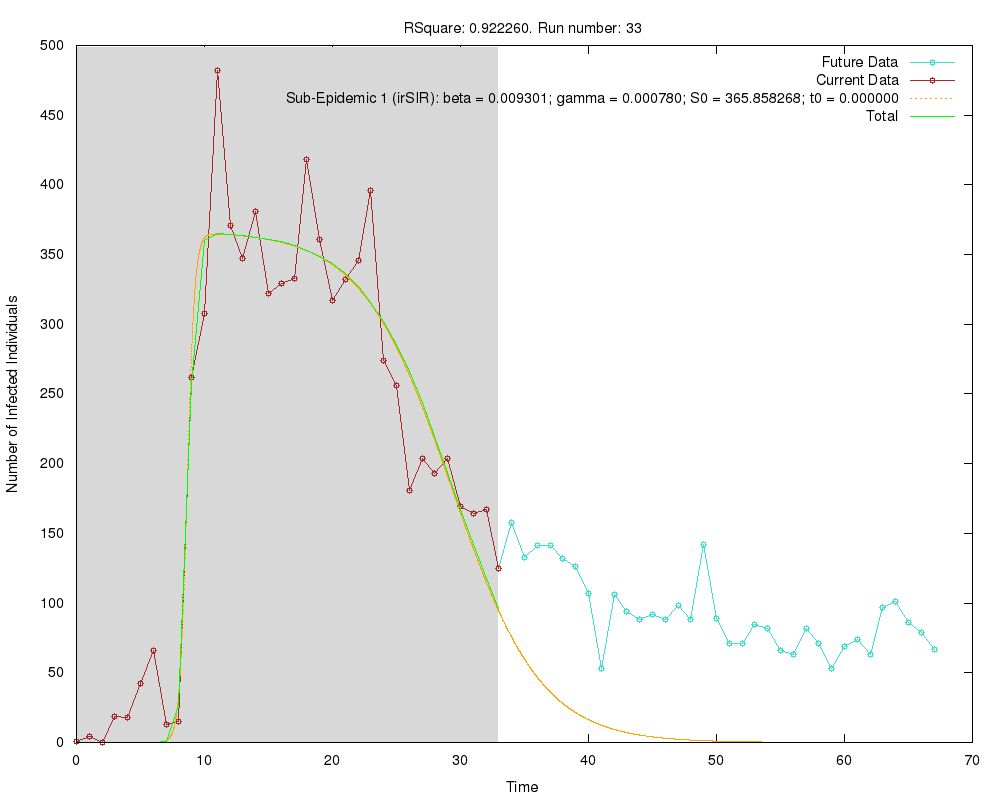 RSquare: 0.922260. Run number: 33
500
450
400
350
300
250
200
150
100
50
0
Number of Infected Individuals
Future Data
Current Data
Sub-Epidemic 1 (irSIR): beta = 0.009301; gamma = 0.000780; S0 = 365.858268; t0 = 0.000000
Total
0 10 20 30 40 50 60 70
Time